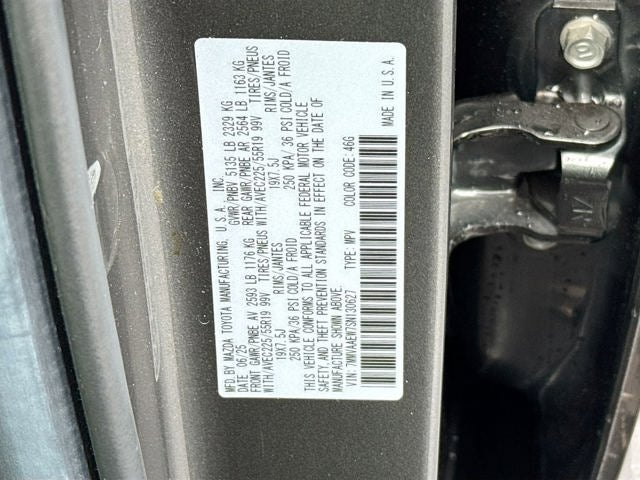 MFD.BY MAZDA TOYOTA MANUFACTURING, U.S.A, INC.
DATE 06/25 GVWR/PNBV 5135 LB 2329 KG
FRONT GAWR/PNBE AV 2593 LB 1176 KG REAR GAWR/PNBE AR 2564 LB 1163 KG
WITH/AVEC225/55R19 99V TIRES/PNEUS WITH/AVEC225/55R19 99V TIRES/PNEUS
19X7.5J RIMS/JANTES 19X7.5J RIMS/JANTES
250 KPA/36 PSI COLD/A FROID 250 KPA/ 36 PSI COLD/A FROID
THIS VEHICLE CONFORMS TO ALL APPLICABLE FEDERAL MOTOR VEHICLE
SAFETY AND THEFT PREVENTION STANDARDS IN EFFECT ON THE DATE OF
MANUFACTURE SHOWN ABOVE.
VIN: 7MMVAAEW7SN130627 TYPE: MPV COLOR CODE:46G MADE IN U.S.A.